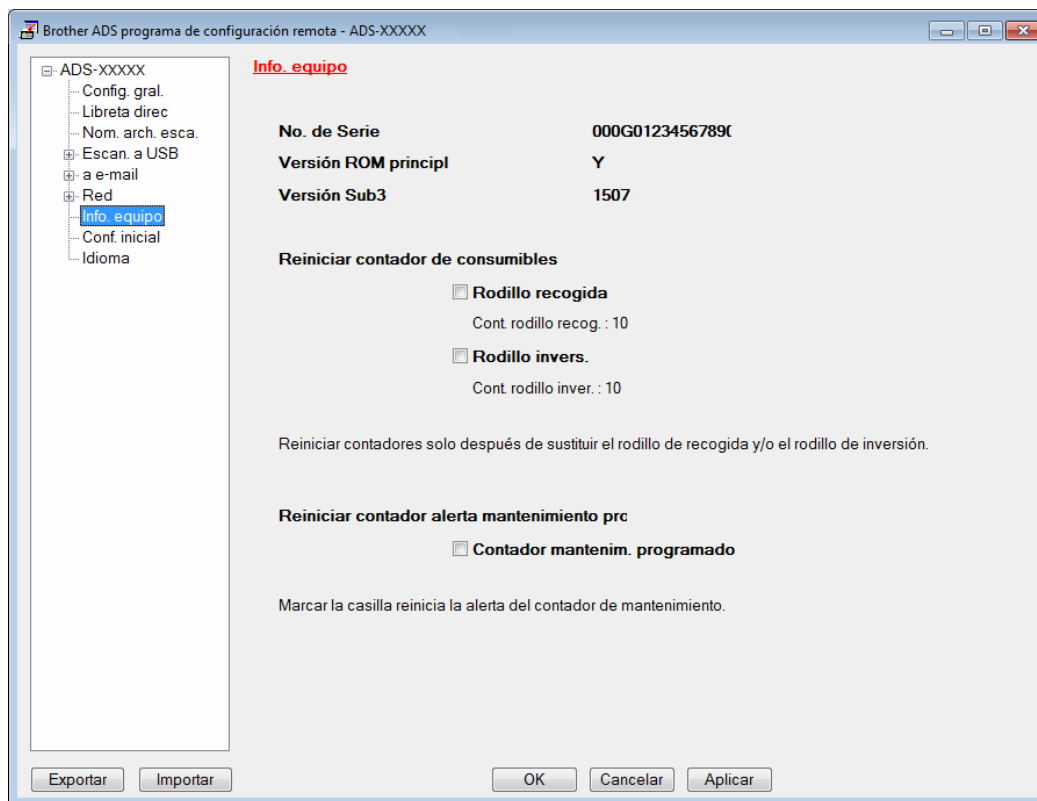 Brother ADS programa de configuración remota - ADS-XXXXX
ADS-XXXXX
Config. gral.
Libreta direc
Nom. arch. esca.
Escan. a USB
a e-mail
Red
Info. equipo
Conf. inicial
Idioma
Info. equipo
No. de Serie 000G0123456789(
Versión ROM principl Y
Versión Sub3 1507
Reiniciar contador de consumibles
Rodillo recogida
Cont. rodillo recog. : 10
Rodillo invers.
Cont. rodillo inver. : 10
Reiniciar contadores solo después de sustituir el rodillo de recogida y/o el rodillo de inversión.
Reiniciar contador alerta mantenimiento pro
Contador mantenim. programado
Marcar la casilla reinicia la alerta del contador de mantenimiento.
Exportar Importar OK Cancelar Aplicar